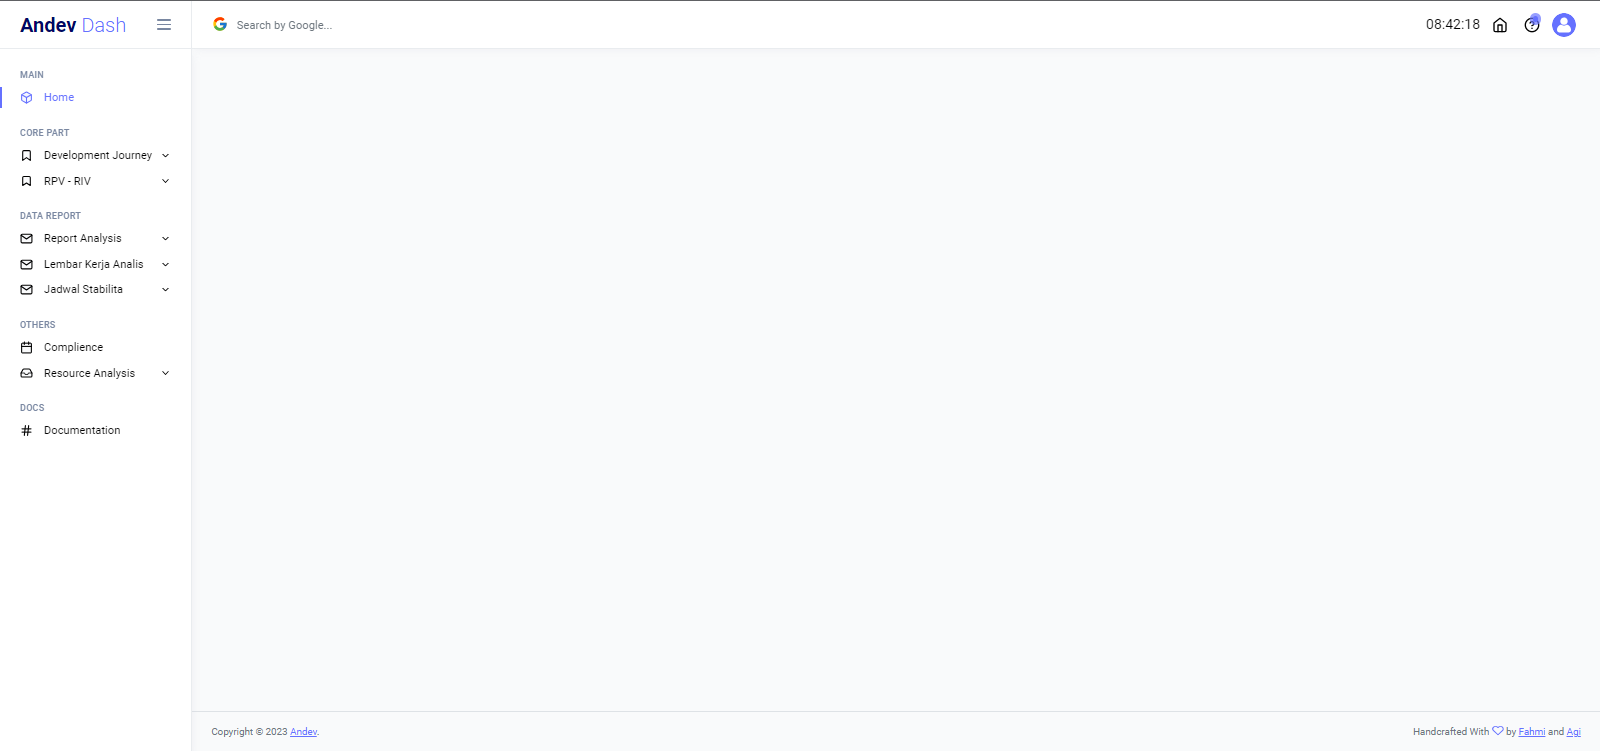 Andev Dash
Search by Google...
08:42:18
MAIN
Home
CORE PART
Development Journey
RPV - RIV
DATA REPORT
Report Analysis
Lembar Kerja Analis
Jadwal Stabilita
OTHERS
Complience
Resource Analysis
DOCS
Documentation
Copyright © 2023 Andev.
Handcrafted With by Fahmi and Agi